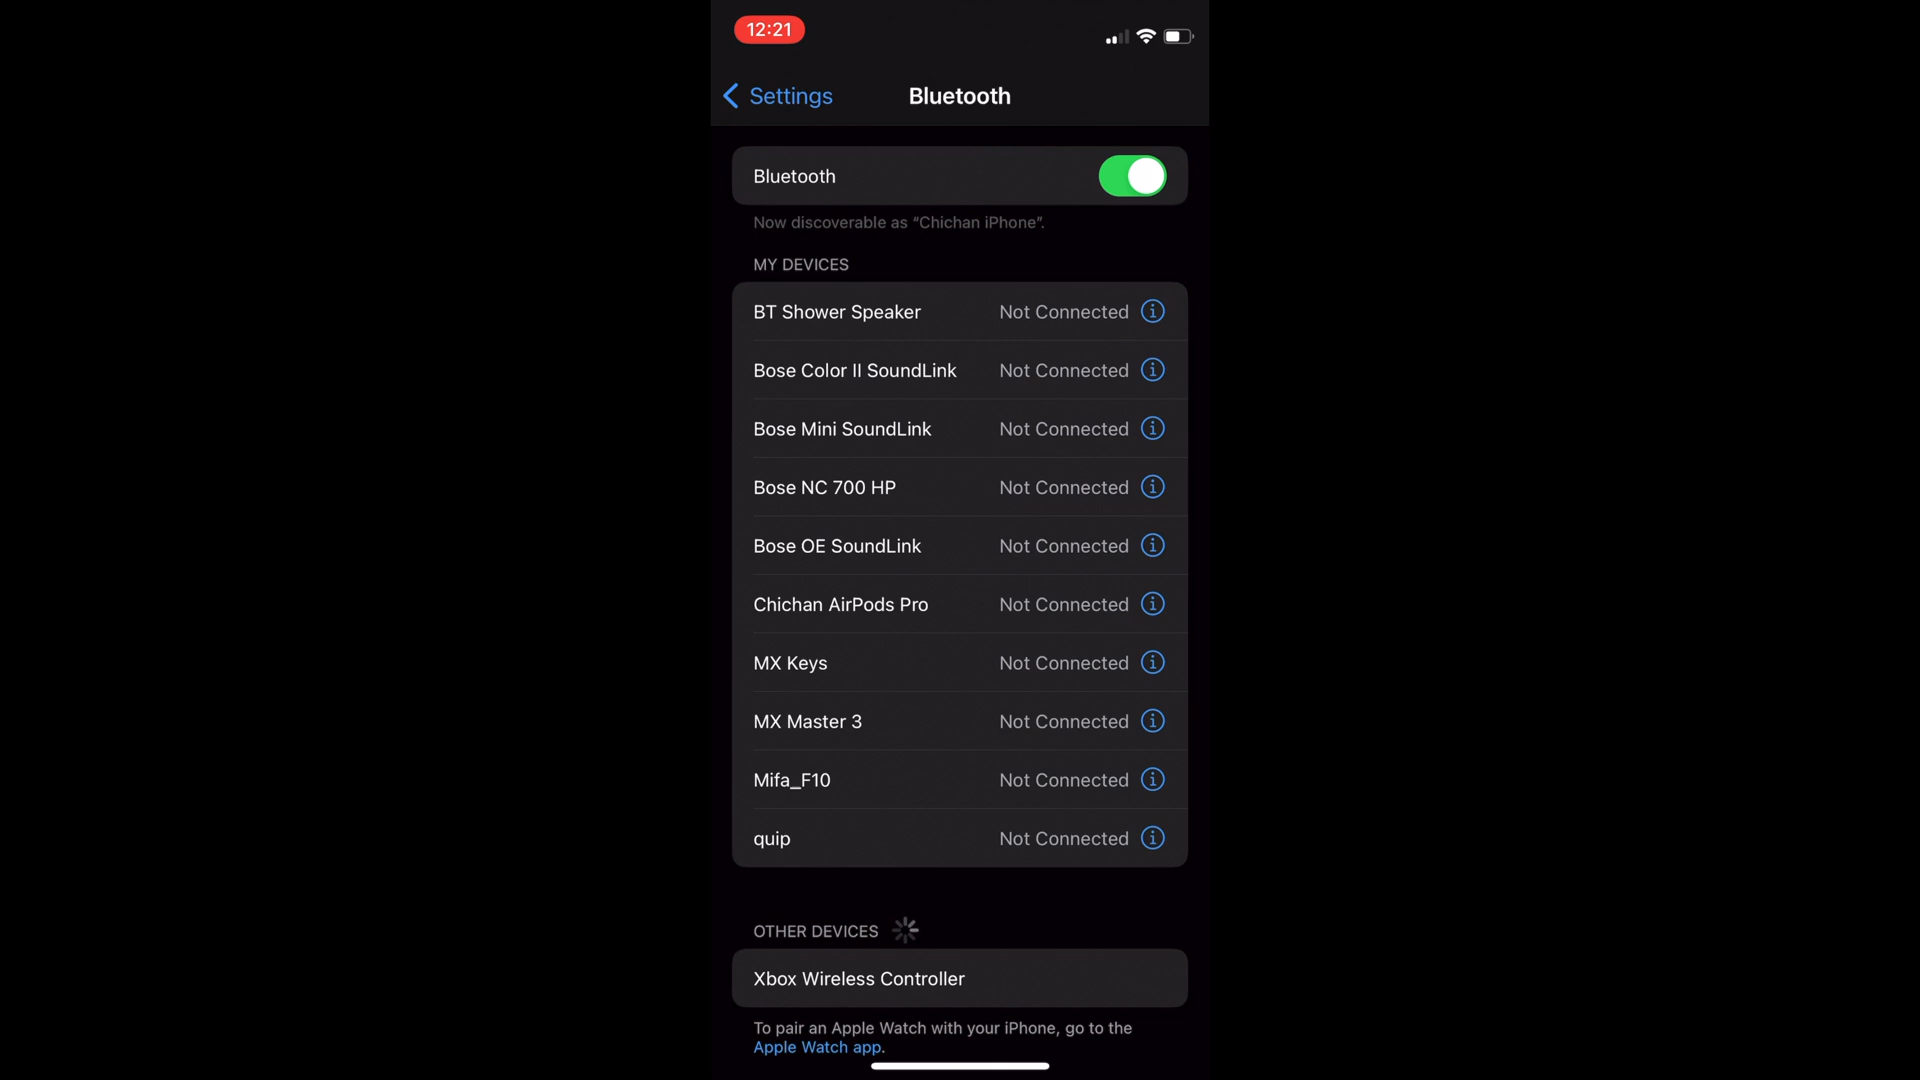 12:21
Settings
Bluetooth
Bluetooth
Now discoverable as “Chichan iPhone”.
MY DEVICES
BT Shower Speaker Not Connected
Bose Color II SoundLink Not Connected
Bose Mini SoundLink Not Connected
Bose NC 700 HP Not Connected
Bose OE SoundLink Not Connected
Chichan AirPods Pro Not Connected
MX Keys Not Connected
MX Master 3 Not Connected
Mifa_F10 Not Connected
quip Not Connected
OTHER DEVICES
Xbox Wireless Controller
To pair an Apple Watch with your iPhone, go to the
Apple Watch app.